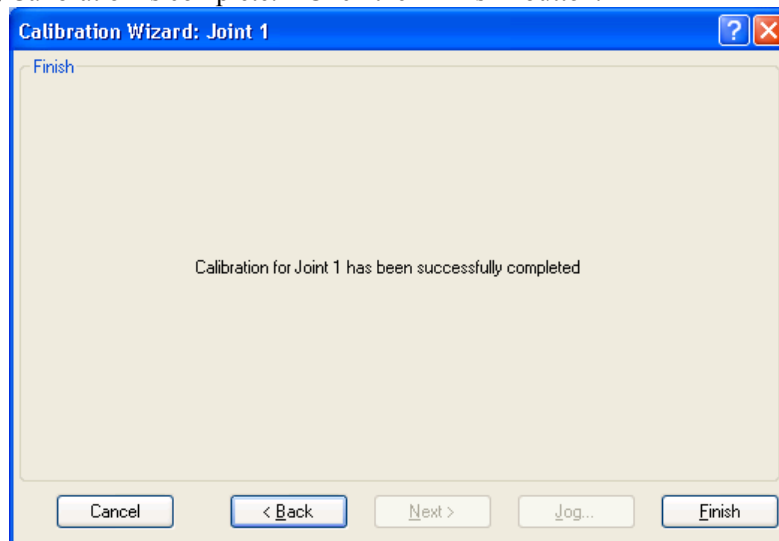 Calibration Wizard: Joint 1
Finish
Calibration for Joint 1 has been successfully completed
Cancel
< Back
Next >
Jog...
Finish